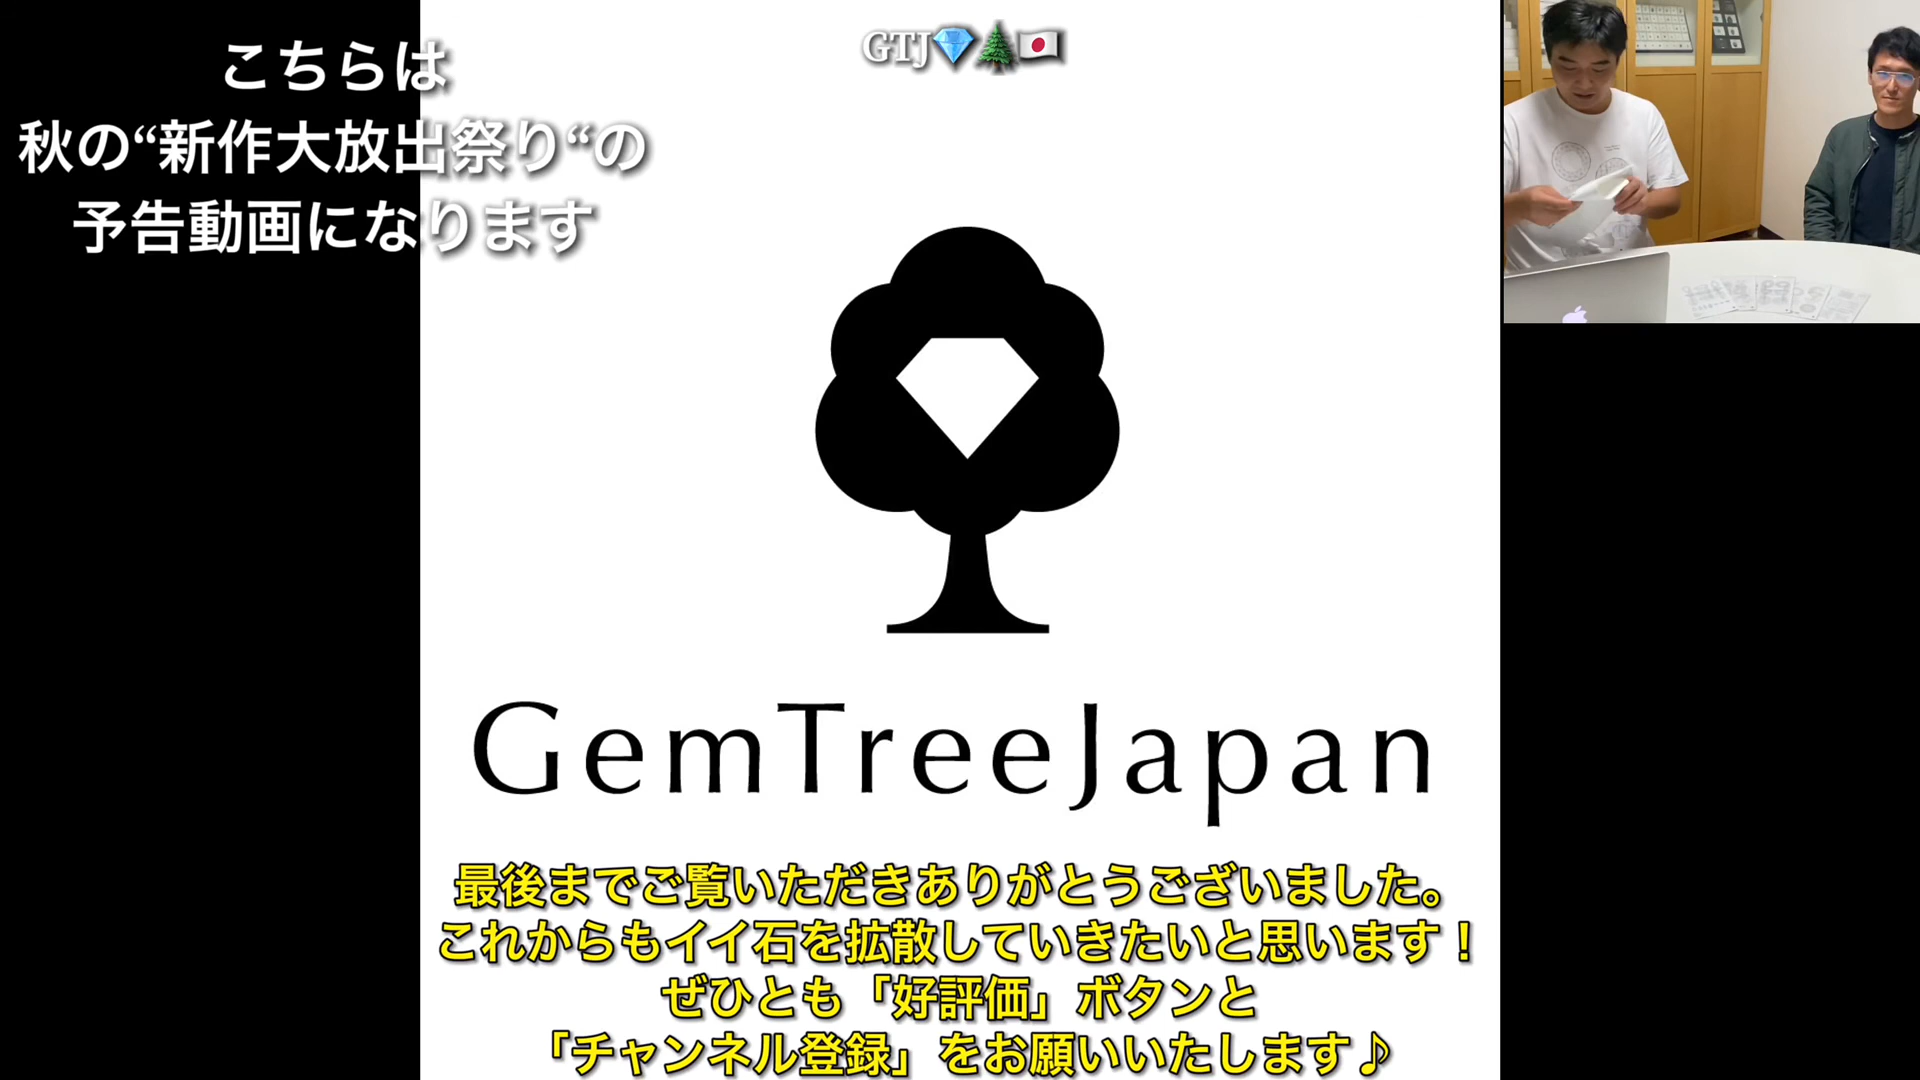 こちらは
秋の“新作大放出祭り“の
予告動画になります
GTJ💎🌲🇯🇵
GemTreeJapan
最後までご覧いただきありがとうございました。
これからもイイ石を拡散していきたいと思います！
ぜひとも「好評価」ボタンと
「チャンネル登録」をお願いいたします♪